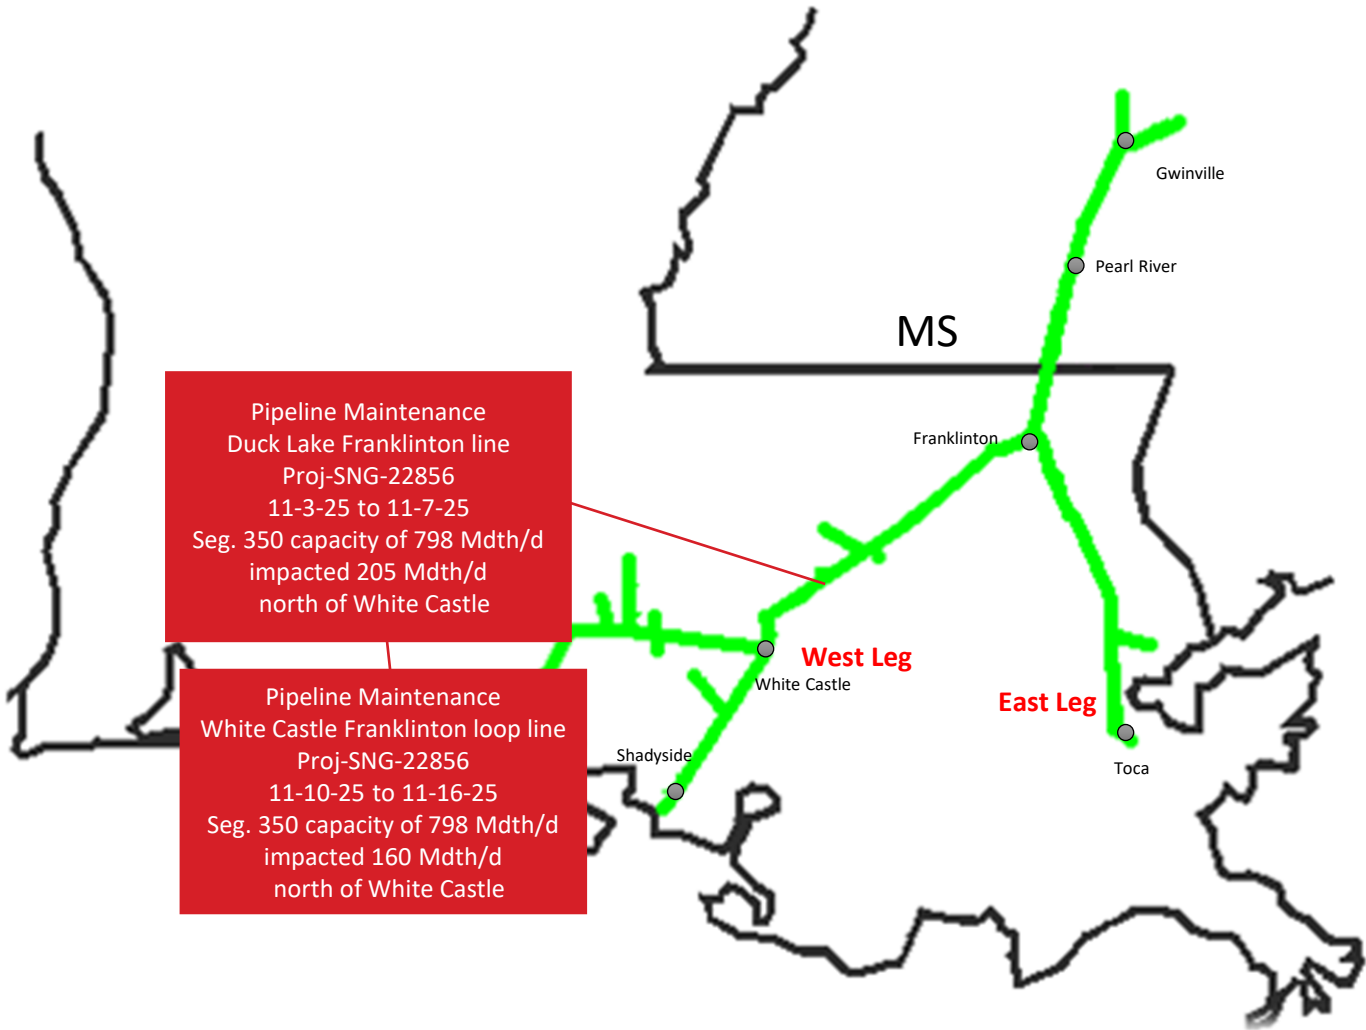 Gwinville
Pearl River
MS
Pipeline Maintenance
Duck Lake Franklinton line
Proj-SNG-22856
11-3-25 to 11-7-25
Seg. 350 capacity of 798 Mdth/d
impacted 205 Mdth/d
north of White Castle
Franklinton
West Leg
White Castle
East Leg
Pipeline Maintenance
White Castle Franklinton loop line
Proj-SNG-22856
11-10-25 to 11-16-25
Seg. 350 capacity of 798 Mdth/d
impacted 160 Mdth/d
north of White Castle
Shadyside
Toca